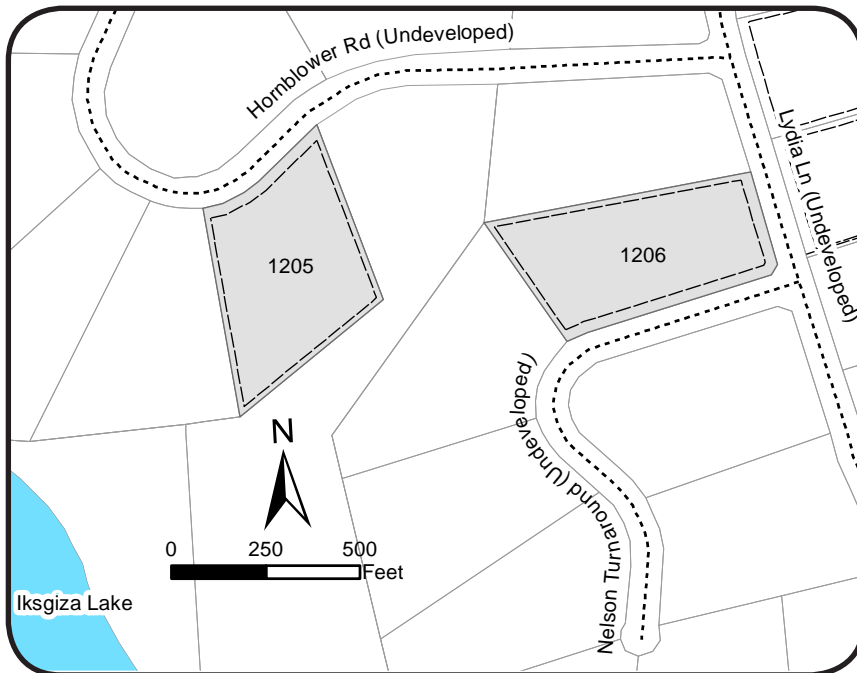 Hornblower Rd (Undeveloped)
Lydia Ln (Undeveloped)
1205
1206
Nelson Turnaround (Undeveloped)
N
0 250 500
Feet
Iksgiza Lake